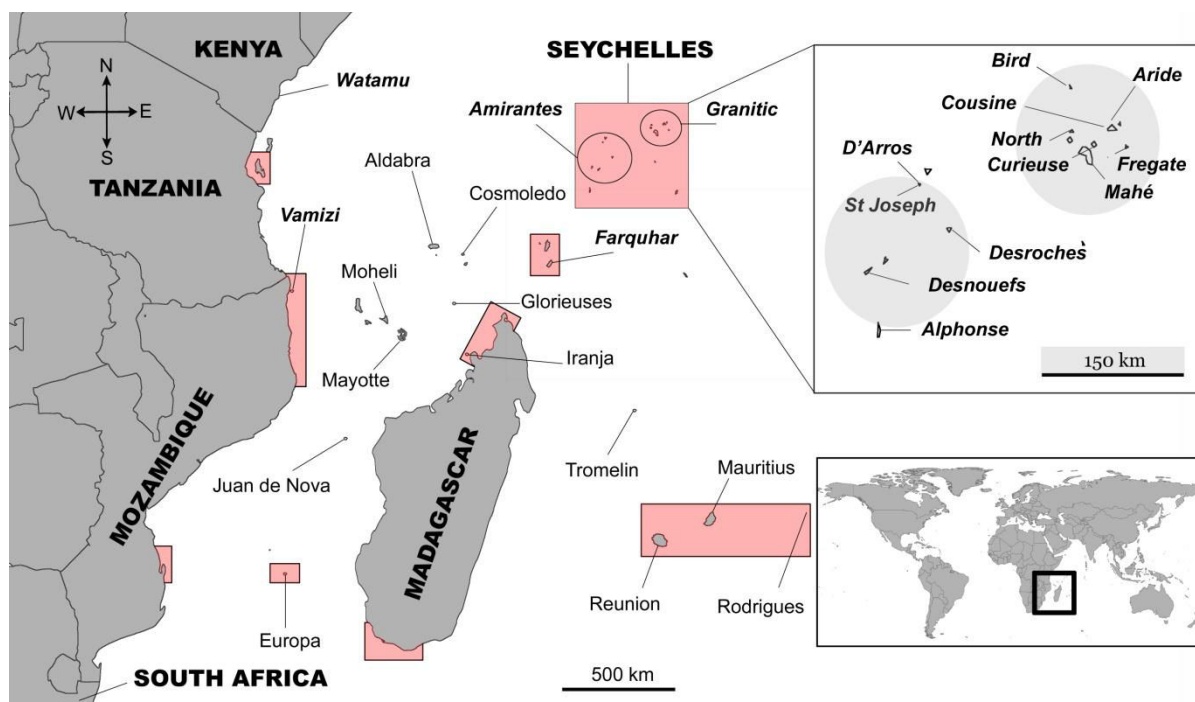 KENYA
SEYCHELLES
Watamu
N
W E
S
Amirantes
Granitic
TANZANIA
Aldabra
Cosmoledo
Vamizi
Farquhar
Moheli
Glorieuses
Mayotte
Iranja
MOZAMBIQUE
Juan de Nova
MADAGASCAR
Tromelin
Mauritius
Reunion
Rodrigues
Europa
SOUTH AFRICA
500 km
Bird
Aride
Cousine
North
Curieuse
Fregate
Mahé
D'Arros
St Joseph
Desroches
Desnouefs
Alphonse
150 km